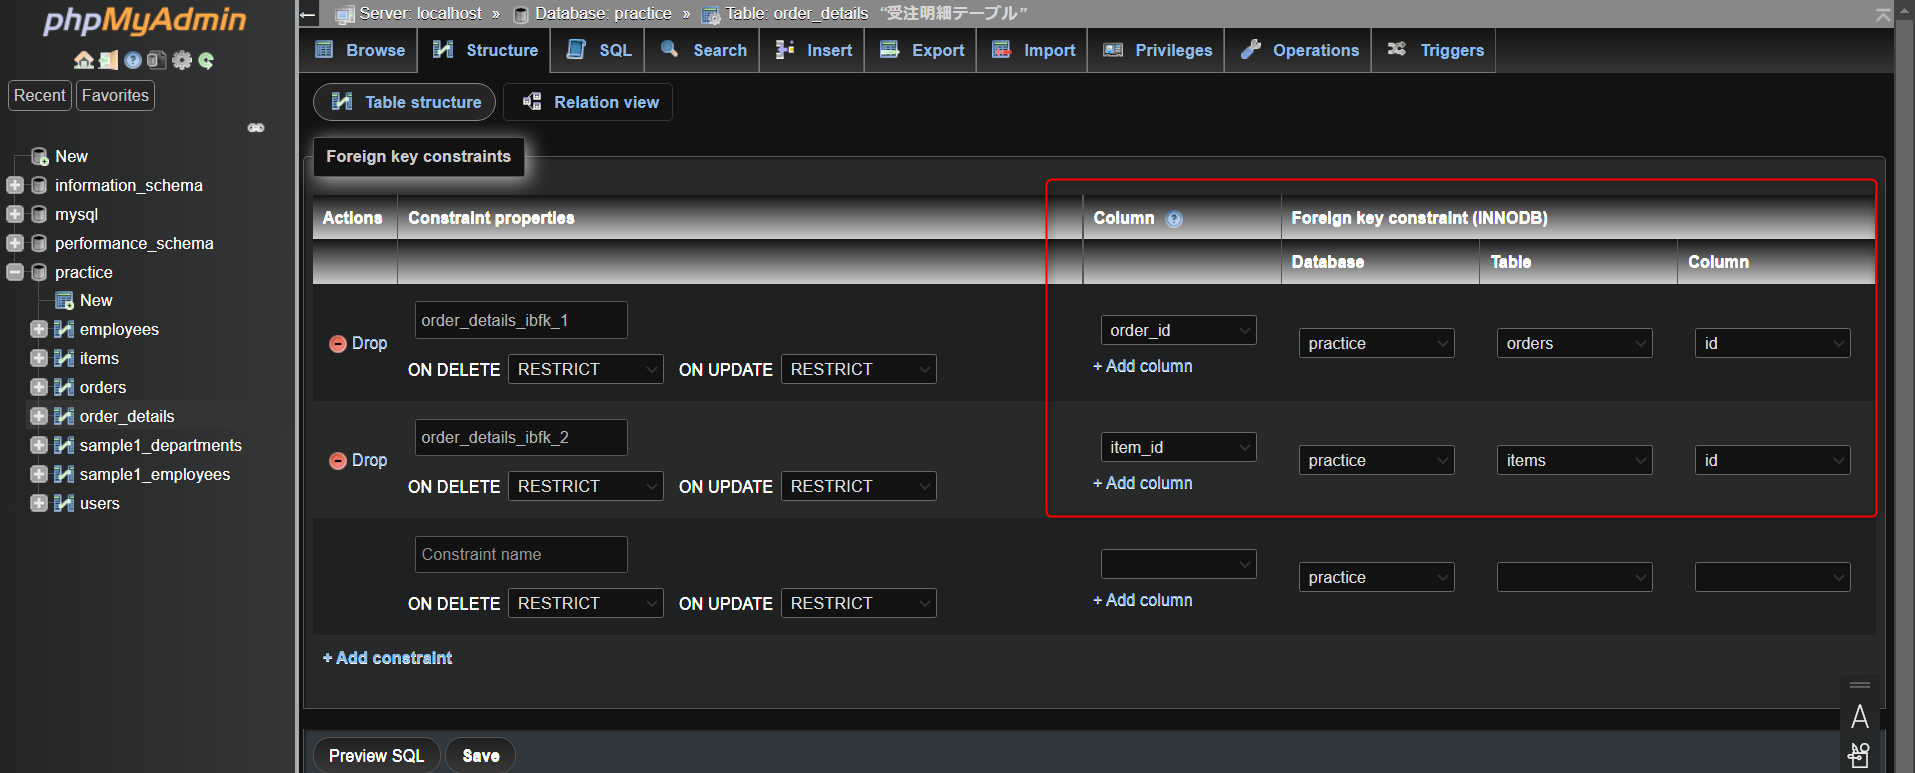 phpMyAdmin
Recent Favorites
New
information_schema
mysql
performance_schema
practice
New
employees
items
orders
order_details
sample1_departments
sample1_employees
users
Server: localhost » Database: practice » Table: order_details “受注明細テーブル”
Browse Structure SQL Search Insert Export Import Privileges Operations Triggers
Table structure Relation view
Foreign key constraints
Actions Constraint properties Column Foreign key constraint (INNODB)
Database Table Column
order_details_ibfk_1
Drop order_id practice orders id
ON DELETE RESTRICT ON UPDATE RESTRICT + Add column
order_details_ibfk_2
Drop item_id practice items id
ON DELETE RESTRICT ON UPDATE RESTRICT + Add column
Constraint name
practice
ON DELETE RESTRICT ON UPDATE RESTRICT + Add column
+ Add constraint
A
Preview SQL Save